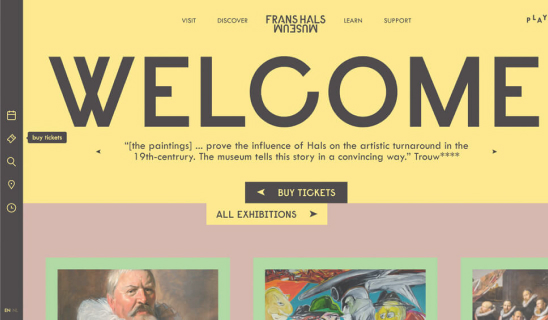 VISIT
DISCOVER
FRANS HALS
MUSEUM
LEARN
SUPPORT
PLAY
WELCOME
buy tickets
"[the paintings] ... prove the influence of Hals on the artistic turnaround in the
19th-centrury. The museum tells this story in a convincing way." Trouw****
BUY TICKETS
ALL EXHIBITIONS
EN